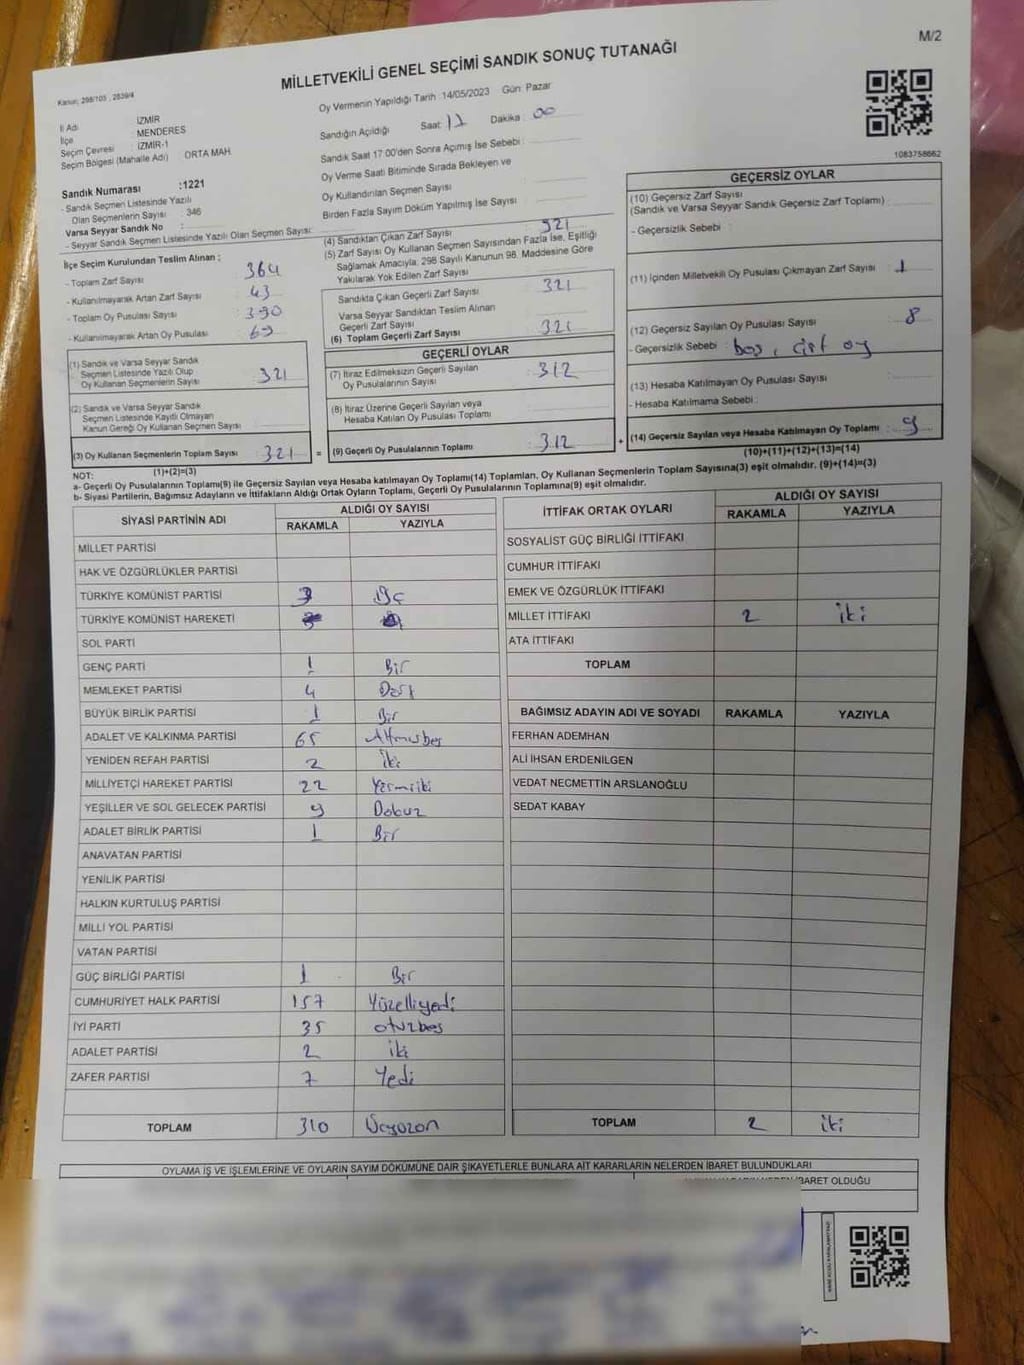 M/2
MİLLETVEKİLİ GENEL SEÇİMİ SANDIK SONUÇ TUTANAĞI
Kanun; 298/103 , 2839/4
İl Adı : İZMİR
İlçe : MENDERES
Seçim Çevresi : İZMİR-1
Seçim Bölgesi (Mahalle Adı) ORTA MAH.
Sandık Numarası :1221
- Sandık Seçmen Listesinde Yazılı
Olan Seçmenlerin Sayısı : 346
Varsa Seyyar Sandık No :
- Seyyar Sandık Seçmen Listesinde Yazılı Olan Seçmen Sayısı:
Oy Vermenin Yapıldığı Tarih :14/05/2023 Gün: Pazar
Sandığın Açıldığı Saat: 17 Dakika : 00
Sandık Saat 17:00'den Sonra Açımış İse Sebebi :
Oy Verme Saati Bitiminde Sırada Bekleyen ve
Oy Kullandırılan Seçmen Sayısı
Birden Fazla Sayım Döküm Yapılmış İse Sayısı
1083758662
İlçe Seçim Kurulundan Teslim Alınan ;
- Toplam Zarf Sayısı : 364
- Kullanılmayarak Artan Zarf Sayısı : 43
- Toplam Oy Pusulası Sayısı : 390
- Kullanılmayarak Artan Oy Pusulası : 69
(1) Sandık ve Varsa Seyyar Sandık
Seçmen Listesinde Yazılı Olup
Oy Kullanan Seçmenlerin Sayısı : 321
(2) Sandık ve Varsa Seyyar Sandık
Seçmen Listesinde Kayıtlı Olmayan
Kanun Gereği Oy Kullanan Seçmen Sayısı :
(3) Oy Kullanan Seçmenlerin Toplam Sayısı : 321
(1)+(2)=(3)
(4) Sandıktan Çıkan Zarf Sayısı : 321
(5) Zarf Sayısı Oy Kullanan Seçmen Sayısından Fazla İse, Eşitliği
Sağlamak Amacıyla, 298 Sayılı Kanunun 98. Maddesine Göre
Yakılarak Yok Edilen Zarf Sayısı :
Sandıkta Çıkan Geçerli Zarf Sayısı : 321
Varsa Seyyar Sandıktan Teslim Alınan
Geçerli Zarf Sayısı :
(6) Toplam Geçerli Zarf Sayısı : 321
GEÇERLİ OYLAR
(7) İtiraz Edilmeksizin Geçerli Sayılan
Oy Pusulalarının Sayısı : 312
(8) İtiraz Üzerine Geçerli Sayılan veya
Hesaba Katılan Oy Pusulası Toplamı :
=
(9) Geçerli Oy Pusulalarının Toplamı : 312
+
GEÇERSİZ OYLAR
(10) Geçersiz Zarf Sayısı
(Sandık ve Varsa Seyyar Sandık Geçersiz Zarf Toplamı) :
- Geçersizlik Sebebi :
(11) İçinden Milletvekili Oy Pusulası Çıkmayan Zarf Sayısı : 1
(12) Geçersiz Sayılan Oy Pusulası Sayısı : 8
- Geçersizlik Sebebi : boş, çift oy
(13) Hesaba Katılmayan Oy Pusulası Sayısı :
- Hesaba Katılmama Sebebi :
(14) Geçersiz Sayılan veya Hesaba Katılmayan Oy Toplamı : 9
(10)+(11)+(12)+(13)=(14)
NOT:
a- Geçerli Oy Pusulalarının Toplamı(9) ile Geçersiz Sayılan veya Hesaba katılmayan Oy Toplamı(14) Toplamları, Oy Kullanan Seçmenlerin Toplam Sayısına(3) eşit olmalıdır. (9)+(14)=(3)
b- Siyasi Partilerin, Bağımsız Adayların ve İttifakların Aldığı Ortak Oyların Toplamı, Geçerli Oy Pusulalarının Toplamına(9) eşit olmalıdır.
SİYASİ PARTİNİN ADI ALDIĞI OY SAYISI
RAKAMLA YAZIYLA
MİLLET PARTİSİ
HAK VE ÖZGÜRLÜKLER PARTİSİ
TÜRKİYE KOMÜNİST PARTİSİ 3 Üç
TÜRKİYE KOMÜNİST HAREKETİ
SOL PARTİ
GENÇ PARTİ 1 Bir
MEMLEKET PARTİSİ 4 Dört
BÜYÜK BİRLİK PARTİSİ 1 Bir
ADALET VE KALKINMA PARTİSİ 65 Altmışbeş
YENİDEN REFAH PARTİSİ 2 İki
MİLLİYETÇİ HAREKET PARTİSİ 22 Yirmiiki
YEŞİLLER VE SOL GELECEK PARTİSİ 9 Dokuz
ADALET BİRLİK PARTİSİ 1 Bir
ANAVATAN PARTİSİ
YENİLİK PARTİSİ
HALKIN KURTULUŞ PARTİSİ
MİLLİ YOL PARTİSİ
VATAN PARTİSİ
GÜÇ BİRLİĞİ PARTİSİ 1 Bir
CUMHURİYET HALK PARTİSİ 157 Yüzelliyedi
İYİ PARTİ 35 otuzbeş
ADALET PARTİSİ 2 iki
ZAFER PARTİSİ 7 Yedi
TOPLAM 310 Üçyüzon
İTTİFAK ORTAK OYLARI ALDIĞI OY SAYISI
RAKAMLA YAZIYLA
SOSYALİST GÜÇ BİRLİĞİ İTTİFAKI
CUMHUR İTTİFAKI
EMEK VE ÖZGÜRLÜK İTTİFAKI
MİLLET İTTİFAKI 2 iki
ATA İTTİFAKI
TOPLAM
BAĞIMSIZ ADAYIN ADI VE SOYADI RAKAMLA YAZIYLA
FERHAN ADEMHAN
ALİ İHSAN ERDENİLGEN
VEDAT NECMETTİN ARSLANOĞLU
SEDAT KABAY
TOPLAM 2 iki
OYLAMA İŞ VE İŞLEMLERİNE VE OYLARIN SAYIM DÖKÜMÜNE DAİR ŞİKAYETLERLE BUNLARA AİT KARARLARIN NELERDEN İBARET BULUNDUKLARI
İBARET OLDUĞU